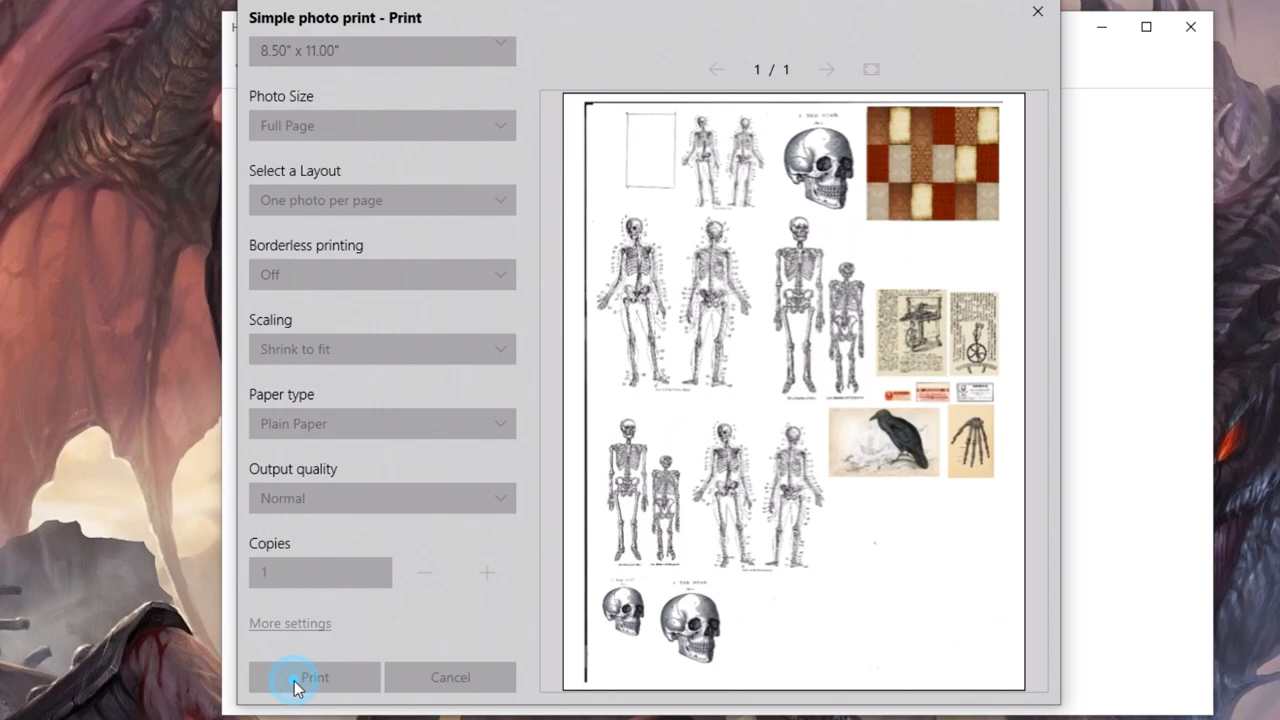 Simple photo print - Print
8.50" x 11.00"
Photo Size
Full Page
Select a Layout
One photo per page
Borderless printing
Off
Scaling
Shrink to fit
Paper type
Plain Paper
Output quality
Normal
Copies
1
More settings
Print
Cancel
1 / 1